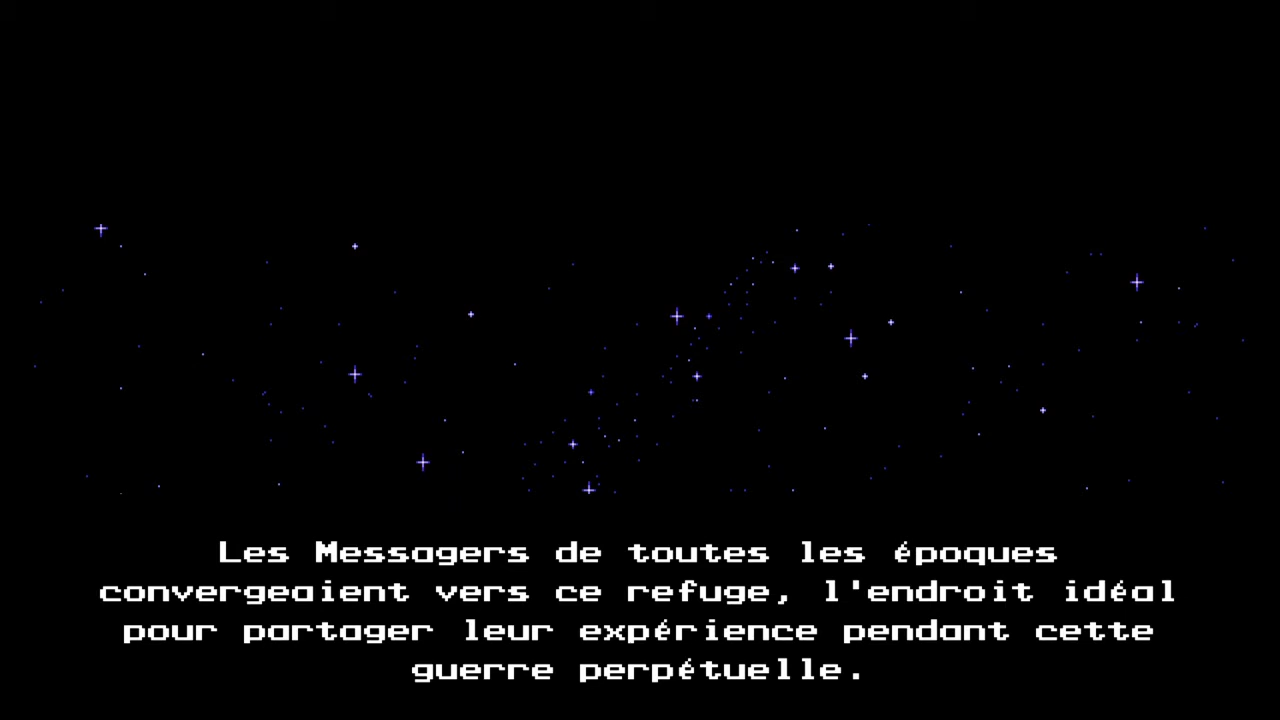 Les Messagers de toutes les époques
convergeaient vers ce refuge, l'endroit idéal
pour partager leur expérience pendant cette
guerre perpétuelle.